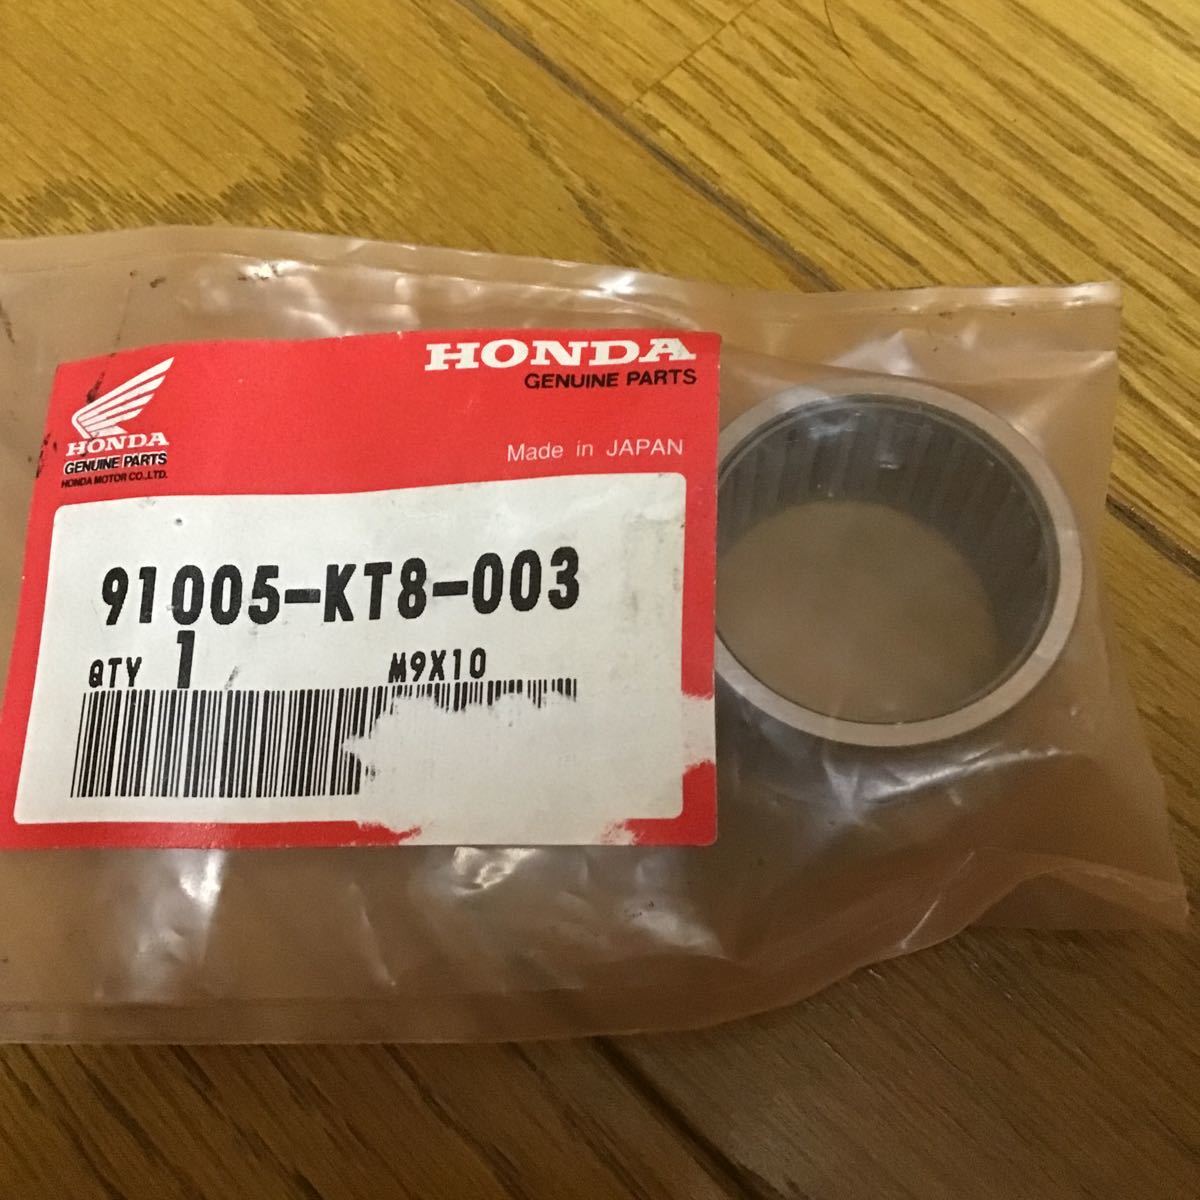 HONDA
GENUINE PARTS
HONDA
GENUINE PARTS
HONDA MOTOR CO.,LTD.
Made in JAPAN
91005-KT8-003
QTY 1 M9X10